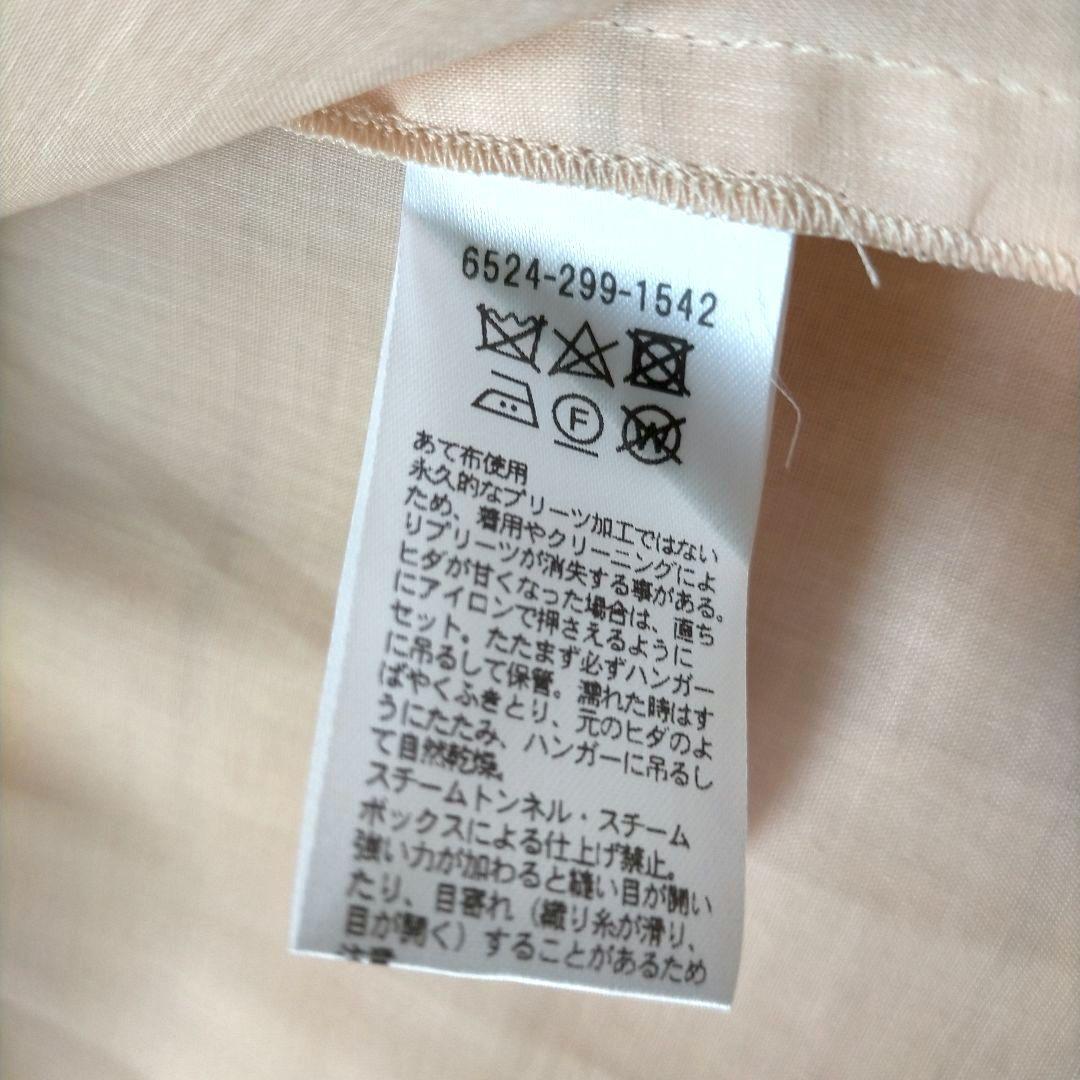 6524-299-1542
F
W
あて布使用
永久的なプリーツ加工ではない
ため、着用やクリーニングによ
りプリーツが消失する事がある。
ヒダが甘くなった場合は、直ち
にアイロンで押さえるように
セット。たたまず必ずハンガー
に吊るして保管。濡れた時はす
ばやくふきとり、元のヒダのよ
うにたたみ、ハンガーに吊るし
て自然乾燥。
スチームトンネル・スチーム
ボックスによる仕上げ禁止。
強い力が加わると縫い目が開い
たり、目寄れ（織り糸が滑り、
目が開く）することがあるため